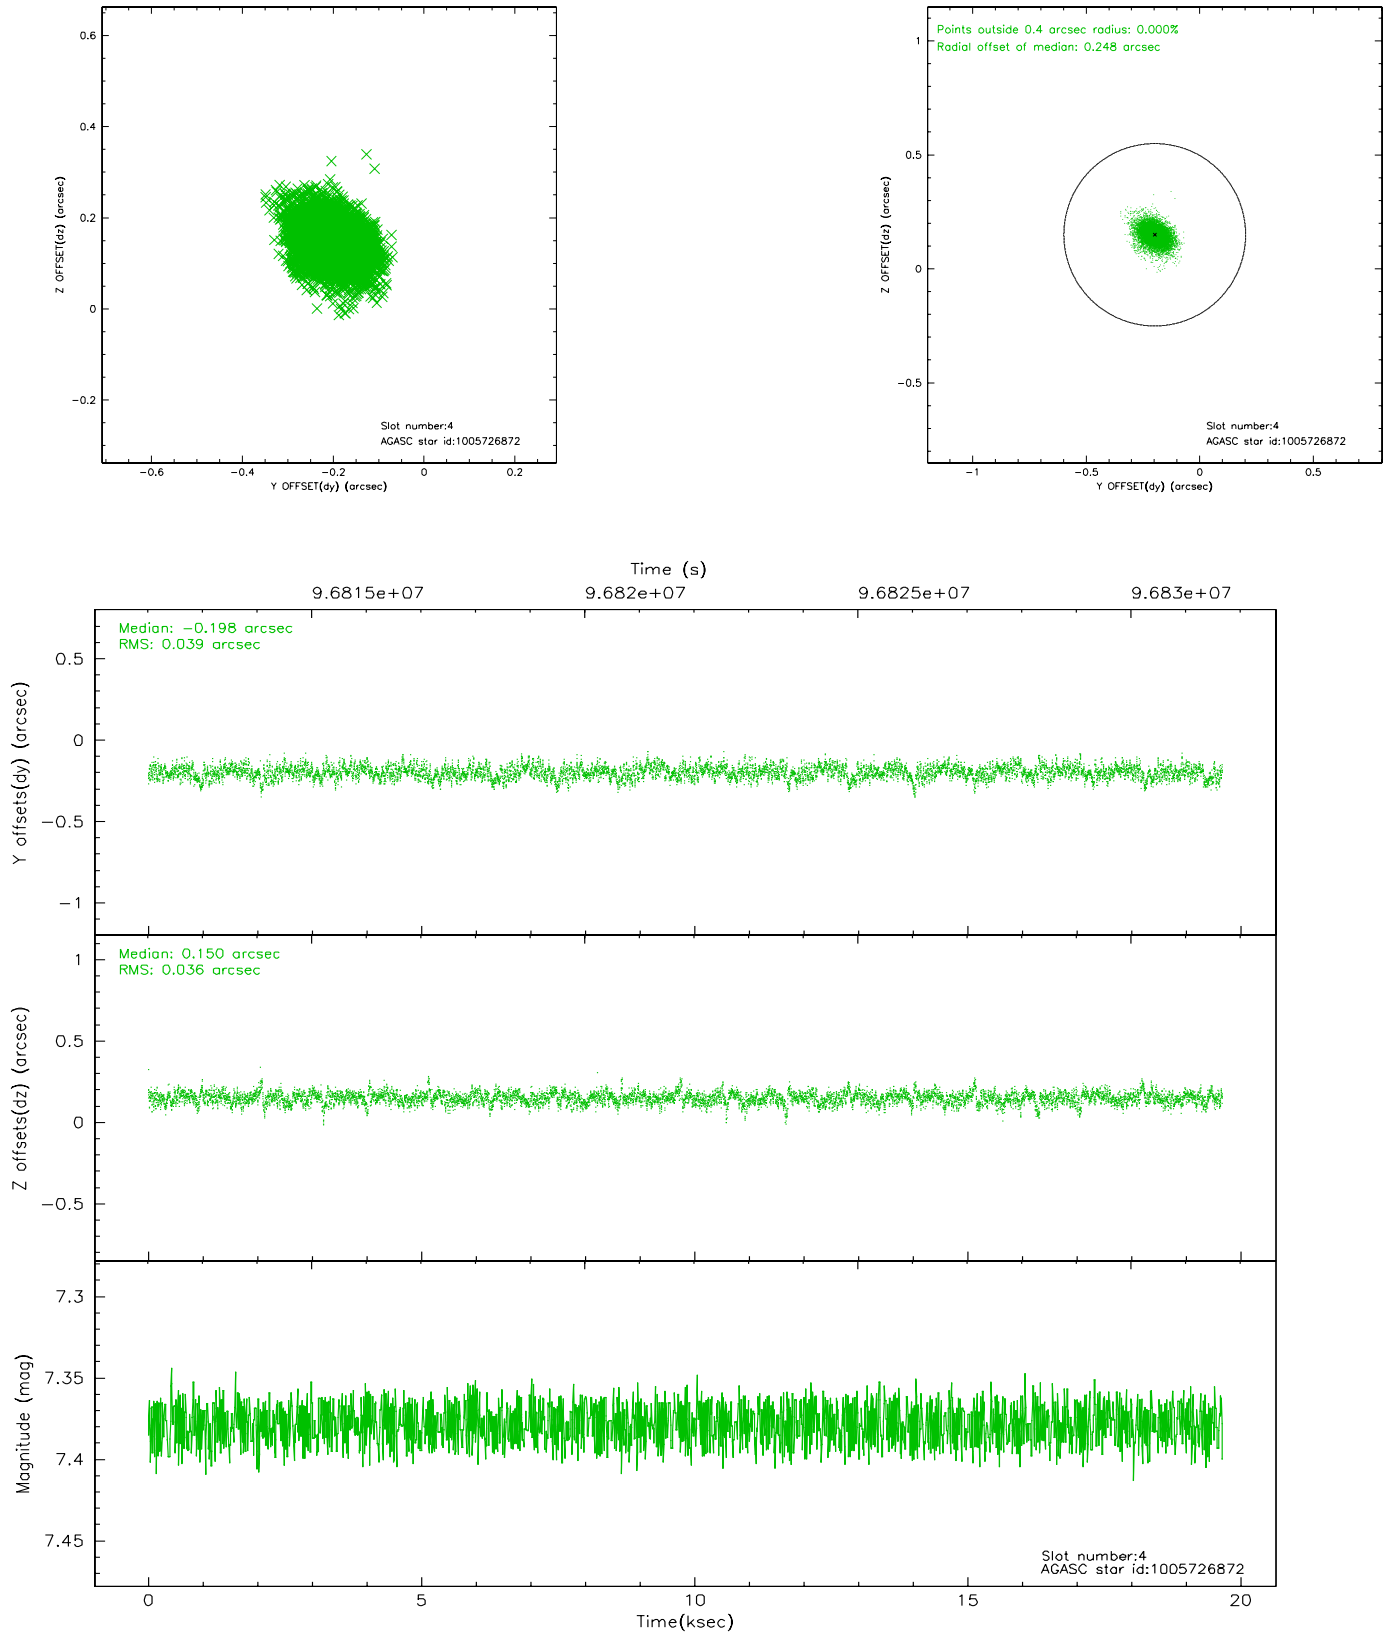 0.6
0.4
0.2
0
−0.2
Z OFFSET(dz) (arcsec)
Slot number:4
AGASC star id:1005726872
−0.6
−0.4
−0.2
0
0.2
Y OFFSET(dy) (arcsec)
Points outside 0.4 arcsec radius: 0.000%
Radial offset of median: 0.248 arcsec
1
0.5
0
−0.5
Z OFFSET(dz) (arcsec)
Slot number:4
AGASC star id:1005726872
−1
−0.5
0
0.5
Y OFFSET(dy) (arcsec)
Time (s)
9.6815e+07
9.682e+07
9.6825e+07
9.683e+07
Median: −0.198 arcsec
RMS: 0.039 arcsec
0.5
0
−0.5
−1
Y offsets(dy) (arcsec)
Median: 0.150 arcsec
RMS: 0.036 arcsec
1
0.5
0
−0.5
Z offsets(dz) (arcsec)
7.3
7.35
7.4
7.45
Magnitude (mag)
Slot number:4
AGASC star id:1005726872
0
5
10
15
20
Time(ksec)